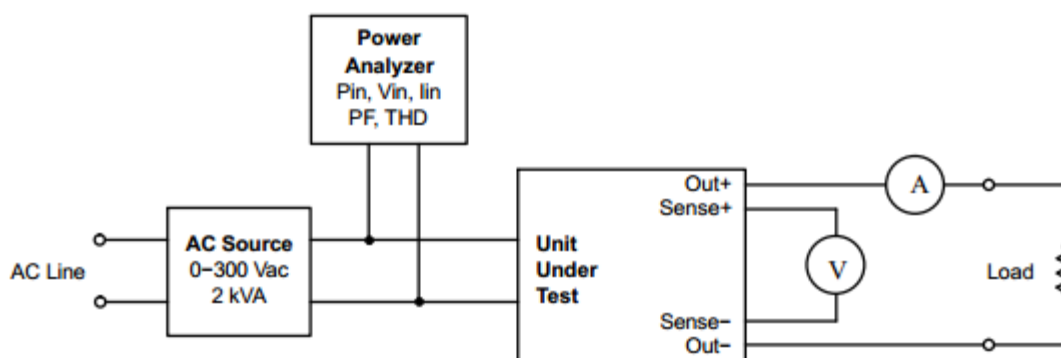 Power
Analyzer
Pin, Vin, Iin
PF, THD
AC Line
AC Source
0−300 Vac
2 kVA
Unit
Under
Test
Out+
Sense+
Sense−
Out−
A
V
Load